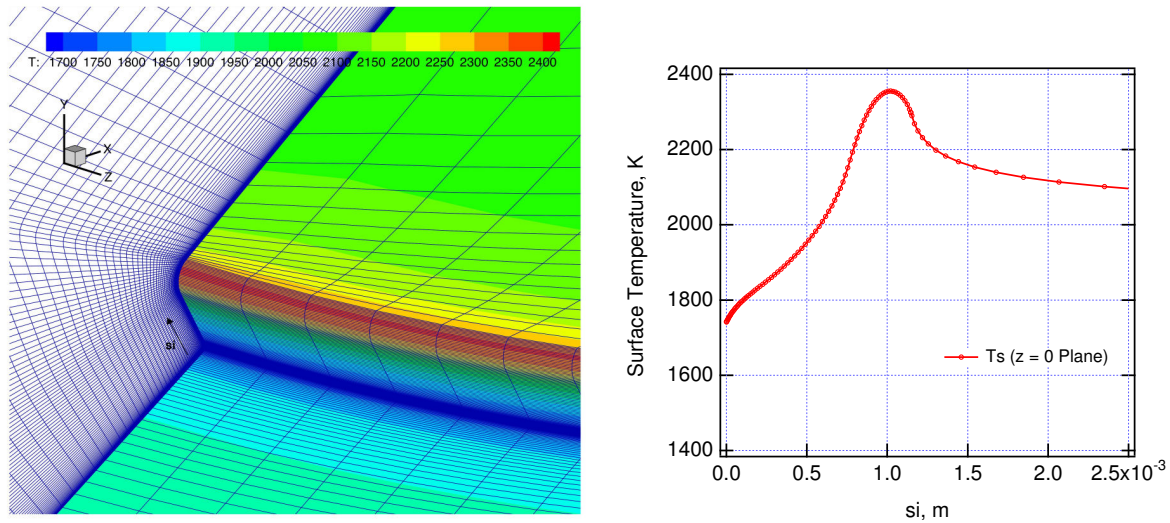 T: 1700 1750 1800 1850 1900 1950 2000 2050 2100 2150 2200 2250 2300 2350 2400
Y
X
Z
si
Surface Temperature, K
2400
2200
2000
1800
1600
1400
Ts (z = 0 Plane)
0.0 0.5 1.0 1.5 2.0 2.5x10-3
si, m